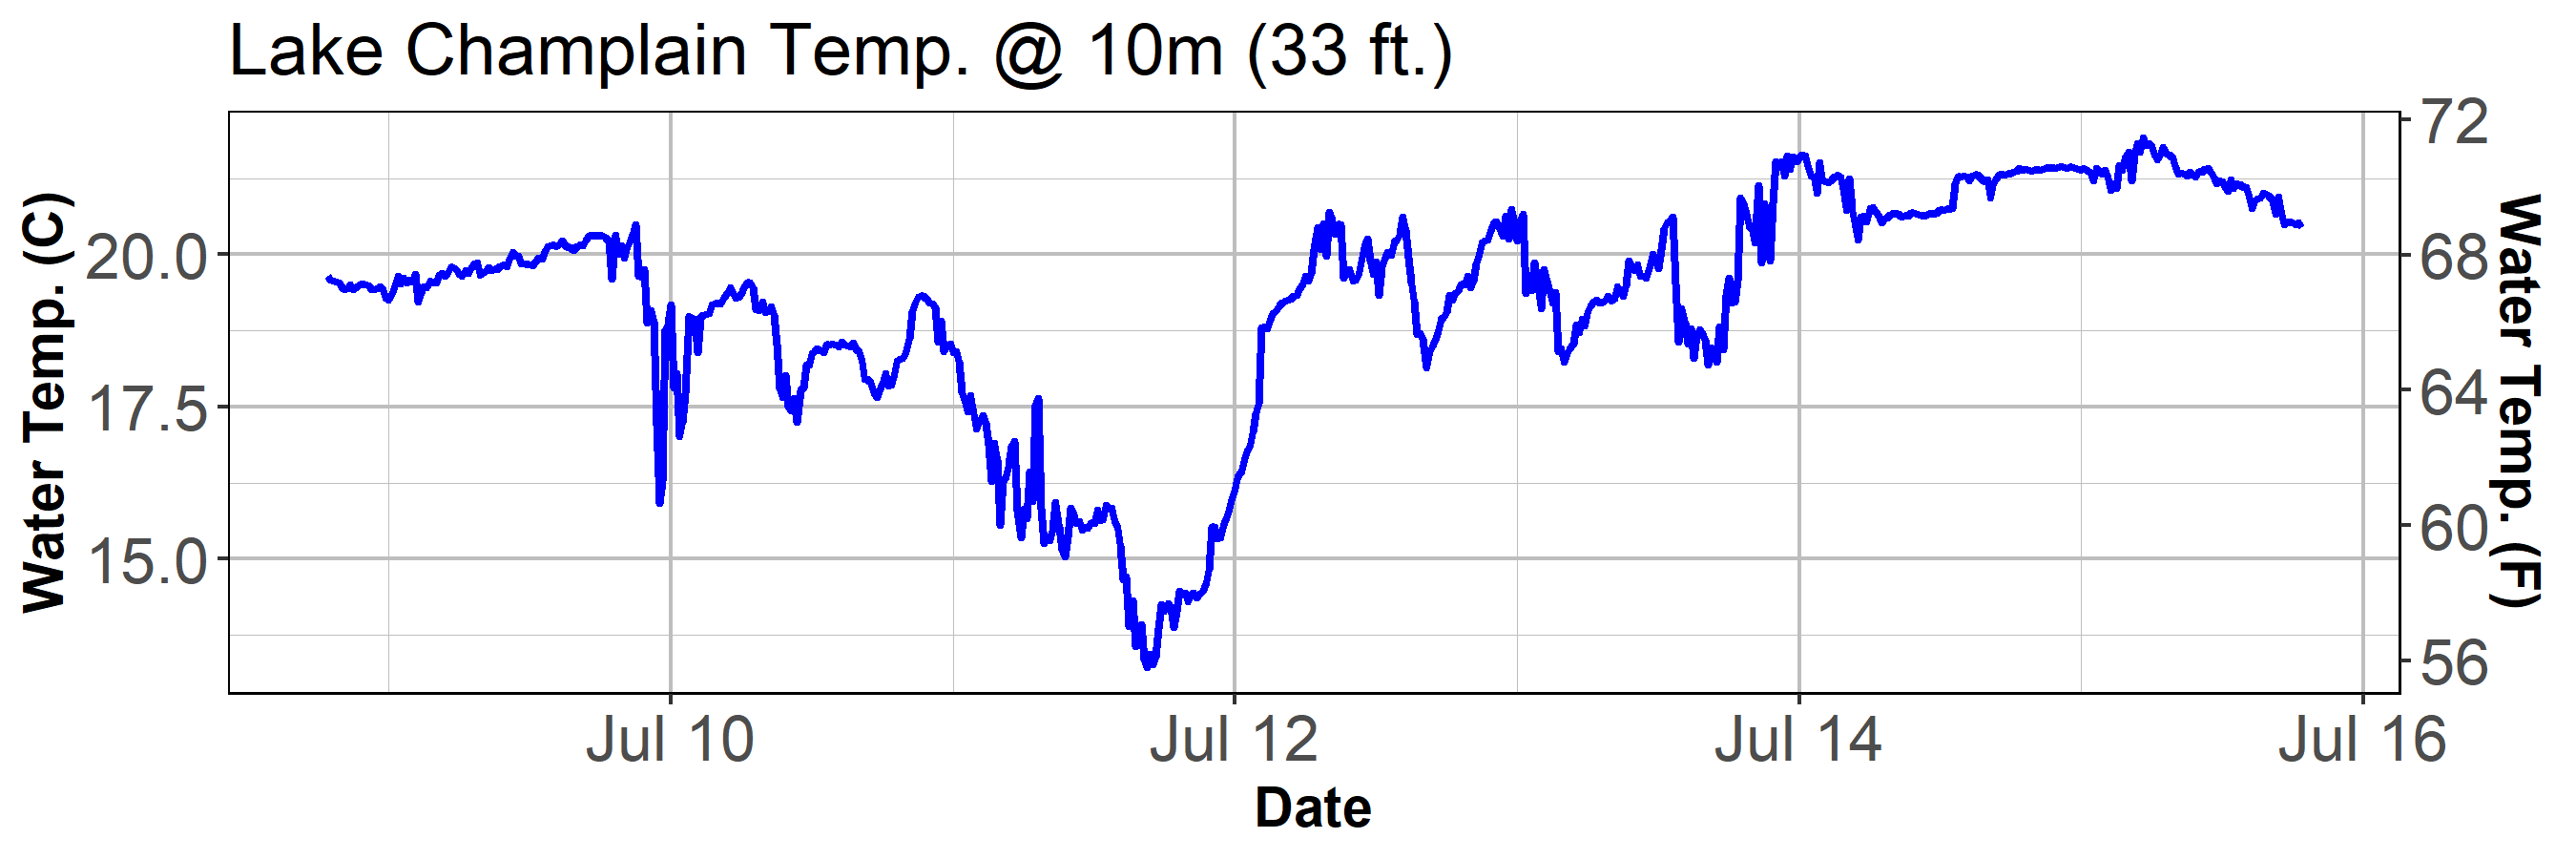 Lake Champlain Temp. @ 10m (33 ft.)
Water Temp. (C)
20.0
17.5
15.0
72
68
64
60
56
Water Temp. (F)
Jul 10
Jul 12
Jul 14
Jul 16
Date